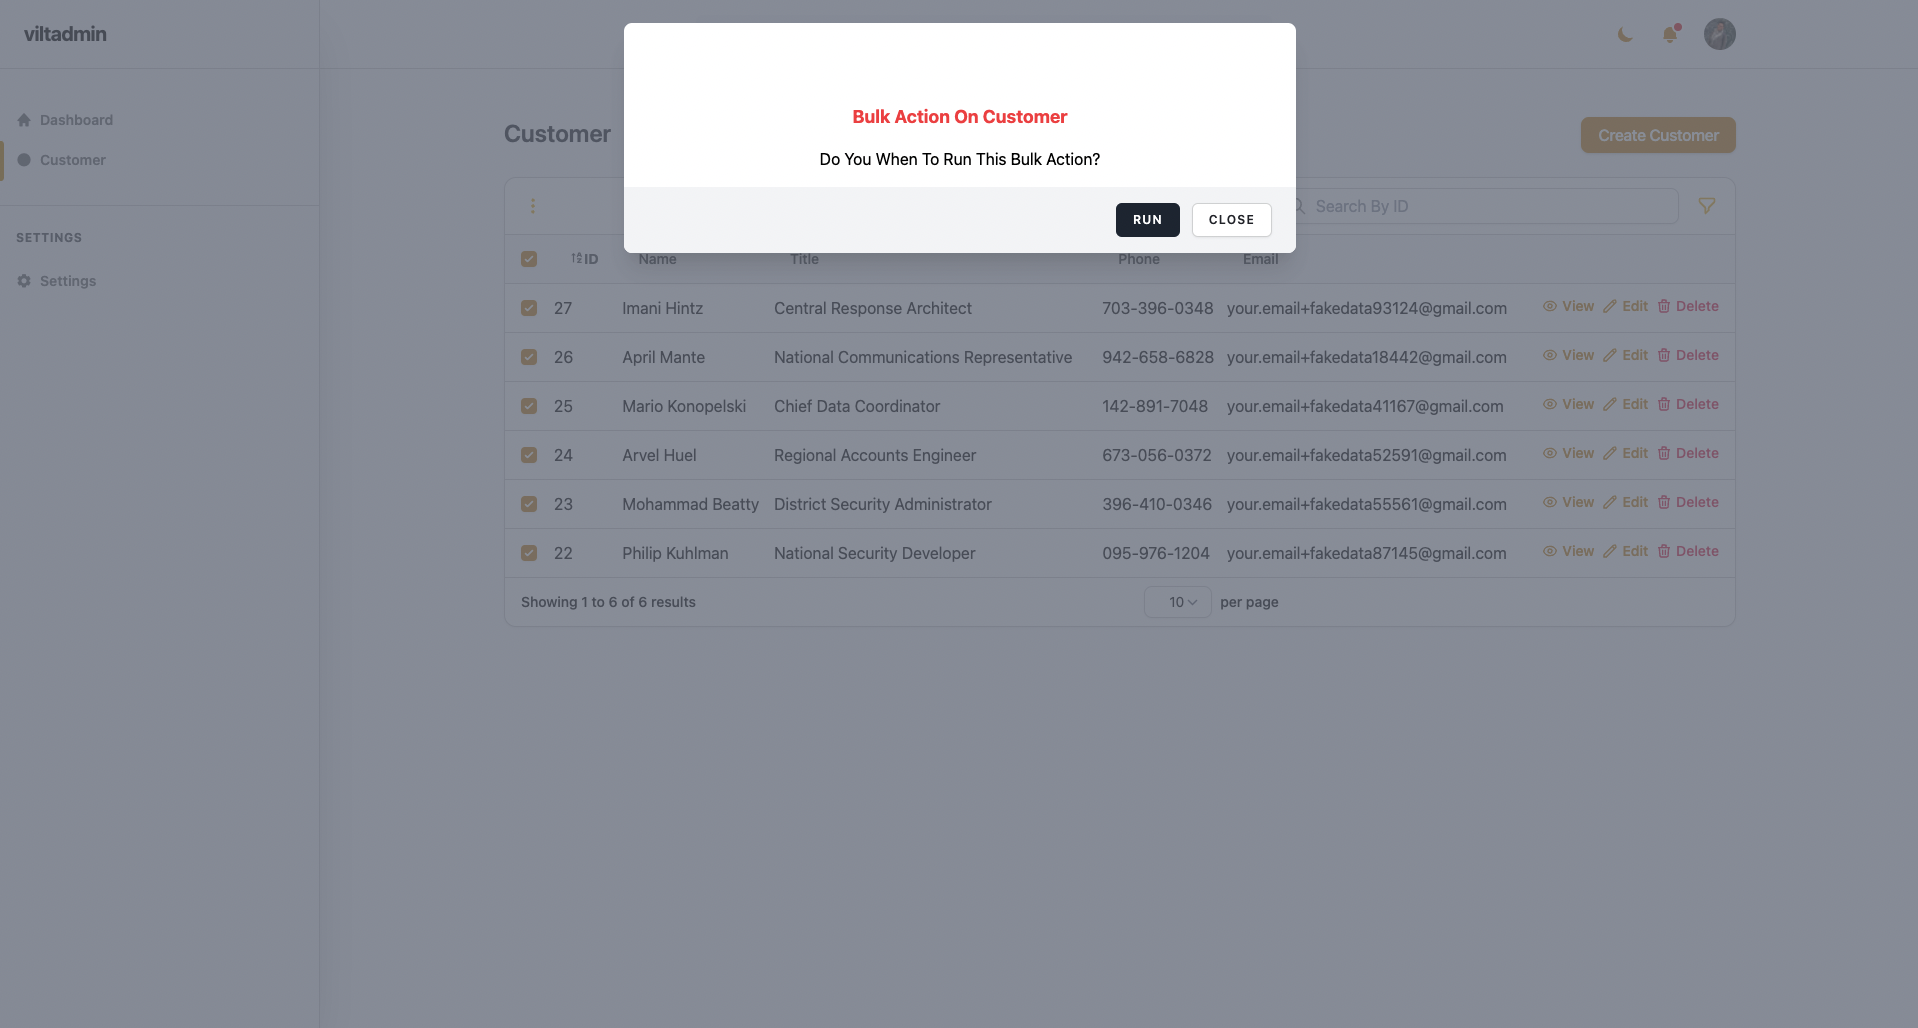 viltadmin
Dashboard
Customer
SETTINGS
Settings
Bulk Action On Customer
Do You When To Run This Bulk Action?
RUN CLOSE
Customer
Create Customer
Search By ID
ID Name Title Phone Email
27 Imani Hintz Central Response Architect 703-396-0348 your.email+fakedata93124@gmail.com View Edit Delete
26 April Mante National Communications Representative 942-658-6828 your.email+fakedata18442@gmail.com View Edit Delete
25 Mario Konopelski Chief Data Coordinator 142-891-7048 your.email+fakedata41167@gmail.com View Edit Delete
24 Arvel Huel Regional Accounts Engineer 673-056-0372 your.email+fakedata52591@gmail.com View Edit Delete
23 Mohammad Beatty District Security Administrator 396-410-0346 your.email+fakedata55561@gmail.com View Edit Delete
22 Philip Kuhlman National Security Developer 095-976-1204 your.email+fakedata87145@gmail.com View Edit Delete
Showing 1 to 6 of 6 results 10 per page